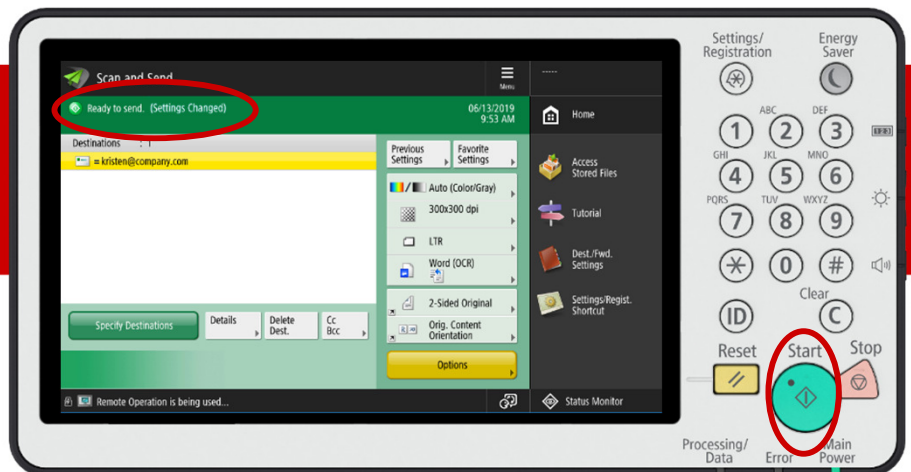 Scan and Send
Menu
-----
Ready to send. (Settings Changed)
06/13/2019
9:53 AM
Destinations : 1
= kristen@company.com
Previous
Settings
Favorite
Settings
Auto (Color/Gray)
300x300 dpi
LTR
Word (OCR)
2-Sided Original
Orig. Content
Orientation
Options
Specify Destinations
Details
Delete
Dest.
Cc
Bcc
Remote Operation is being used...
Home
Access
Stored Files
Tutorial
Dest./Fwd.
Settings
Settings/Regist.
Shortcut
Status Monitor
Settings/
Registration
Energy
Saver
ABC DEF
1 2 3
GHI JKL MNO
4 5 6
PQRS TUV WXYZ
7 8 9
0 #
Clear
ID C
Reset Start Stop
Processing/
Data
Error
Main
Power